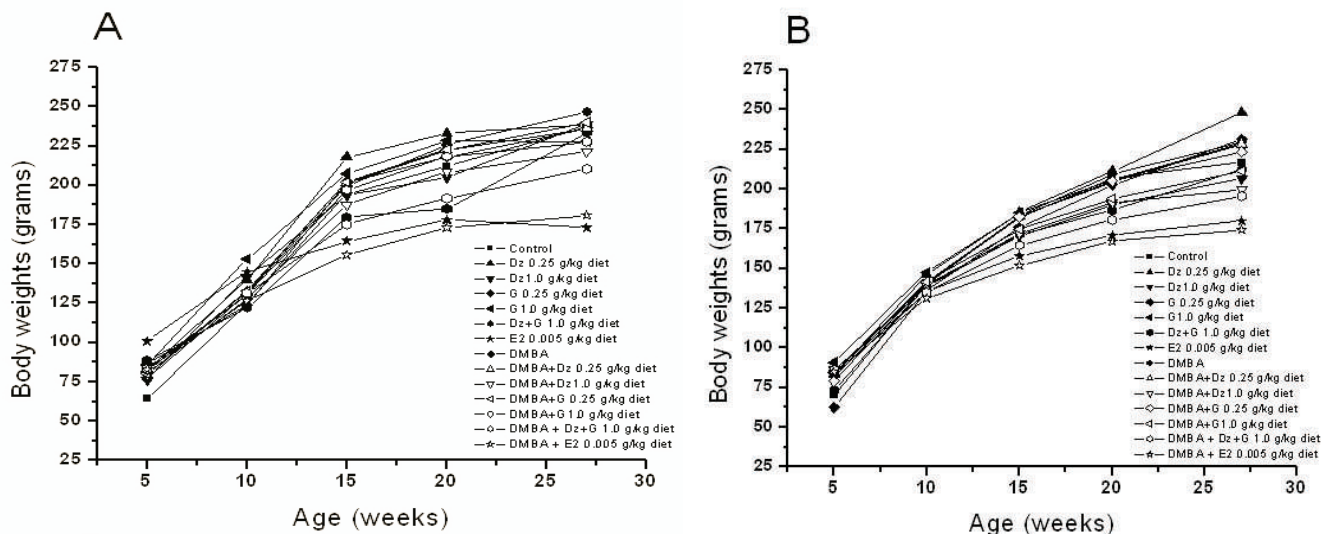 A
275
250
225
200
175
150
125
100
75
50
25
Body weights (grams)
Control
Dz 0.25 g/kg diet
Dz1.0 g/kg diet
G 0.25 g/kg diet
G1.0 g/kg diet
Dz+G 1.0 g/kg diet
E2 0.005 g/kg diet
DMBA
DMBA+Dz 0.25 g/kg diet
DMBA+Dz1.0 g/kg diet
DMBA+G 0.25 g/kg diet
DMBA+G1.0 g/kg diet
DMBA + Dz+G 1.0 g/kg diet
DMBA + E2 0.005 g/kg diet
5 10 15 20 25 30
Age (weeks)
B
275
250
225
200
175
150
125
100
75
50
25
Body weights (grams)
Control
Dz 0.25 g/kg diet
Dz1.0 g/kg diet
G 0.25 g/kg diet
G1.0 g/kg diet
Dz+G 1.0 g/kg diet
E2 0.005 g/kg diet
DMBA
DMBA+Dz 0.25 g/kg diet
DMBA+Dz1.0 g/kg diet
DMBA+G 0.25 g/kg diet
DMBA+G1.0 g/kg diet
DMBA + Dz+G 1.0 g/kg diet
DMBA + E2 0.005 g/kg diet
5 10 15 20 25 30
Age (weeks)